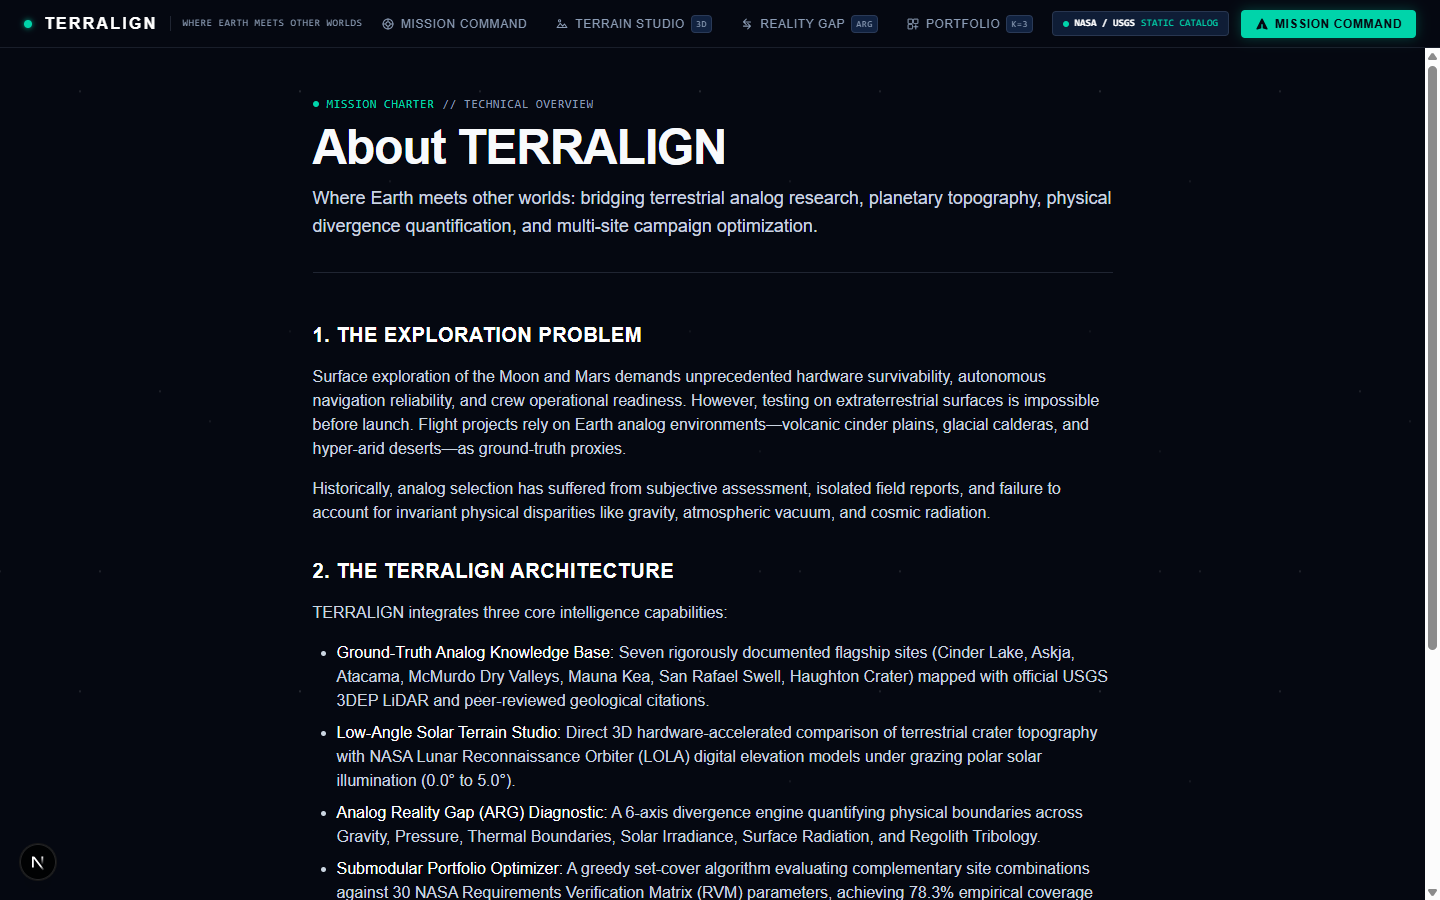 TERRALIGN
WHERE EARTH MEETS OTHER WORLDS
MISSION COMMAND
TERRAIN STUDIO 3D
REALITY GAP ARG
PORTFOLIO K=3
NASA / USGS STATIC CATALOG
MISSION COMMAND
MISSION CHARTER // TECHNICAL OVERVIEW
About TERRALIGN
Where Earth meets other worlds: bridging terrestrial analog research, planetary topography, physical
divergence quantification, and multi-site campaign optimization.
1. THE EXPLORATION PROBLEM
Surface exploration of the Moon and Mars demands unprecedented hardware survivability, autonomous
navigation reliability, and crew operational readiness. However, testing on extraterrestrial surfaces is impossible
before launch. Flight projects rely on Earth analog environments—volcanic cinder plains, glacial calderas, and
hyper-arid deserts—as ground-truth proxies.
Historically, analog selection has suffered from subjective assessment, isolated field reports, and failure to
account for invariant physical disparities like gravity, atmospheric vacuum, and cosmic radiation.
2. THE TERRALIGN ARCHITECTURE
TERRALIGN integrates three core intelligence capabilities:
• Ground-Truth Analog Knowledge Base: Seven rigorously documented flagship sites (Cinder Lake, Askja,
Atacama, McMurdo Dry Valleys, Mauna Kea, San Rafael Swell, Haughton Crater) mapped with official USGS
3DEP LiDAR and peer-reviewed geological citations.
• Low-Angle Solar Terrain Studio: Direct 3D hardware-accelerated comparison of terrestrial crater topography
with NASA Lunar Reconnaissance Orbiter (LOLA) digital elevation models under grazing polar solar
illumination (0.0° to 5.0°).
• Analog Reality Gap (ARG) Diagnostic: A 6-axis divergence engine quantifying physical boundaries across
Gravity, Pressure, Thermal Boundaries, Solar Irradiance, Surface Radiation, and Regolith Tribology.
• Submodular Portfolio Optimizer: A greedy set-cover algorithm evaluating complementary site combinations
against 30 NASA Requirements Verification Matrix (RVM) parameters, achieving 78.3% empirical coverage
N